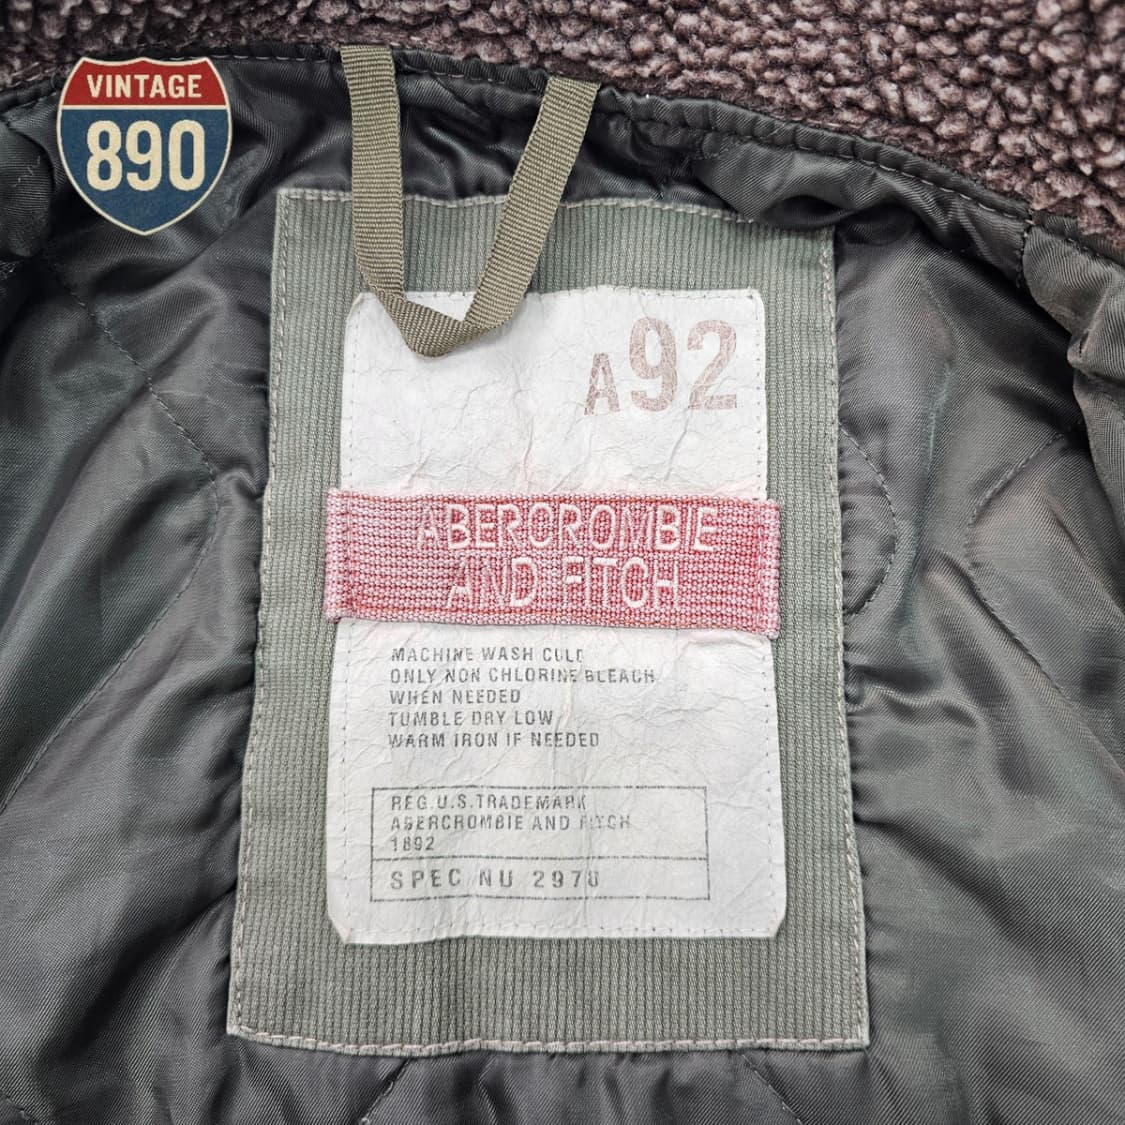 VINTAGE
890
A92
ABERCROMBIE
AND FITCH
MACHINE WASH COLD
ONLY NON CHLORINE BLEACH
WHEN NEEDED
TUMBLE DRY LOW
WARM IRON IF NEEDED
REG.U.S.TRADEMARK
ABERCROMBIE AND FITCH
1892
SPEC NU 2970